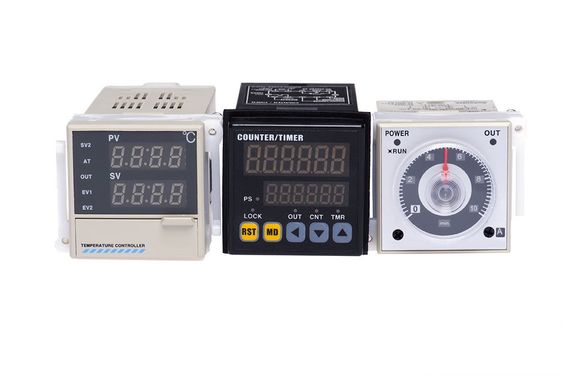 PV
°C
SV2
AT
OUT
SV
EV1
EV2
TEMPERATURE CONTROLLER
COUNTER/TIMER
PS
LOCK OUT CNT TMR
RST MD
POWER OUT
RUN
4 6
2 8
0 10
min
A